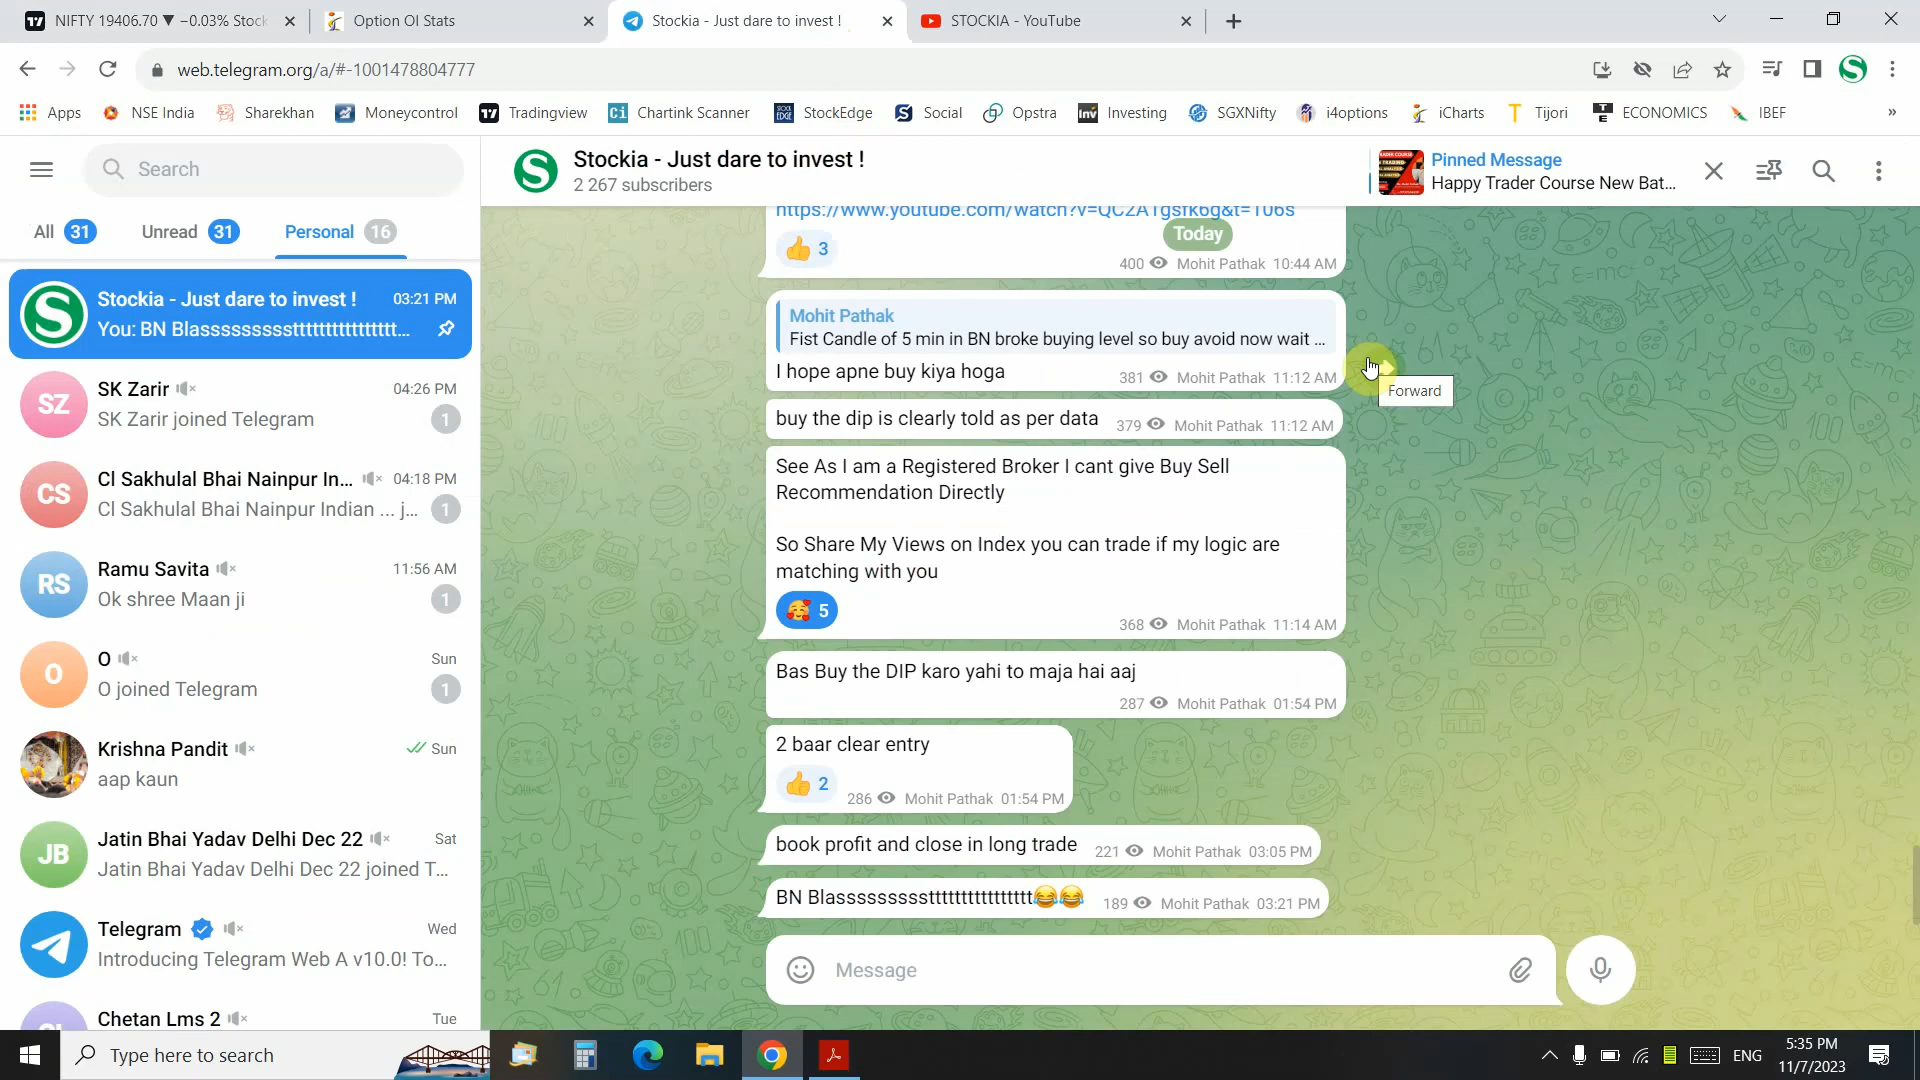 NIFTY 19406.70 ▼ −0.03% Stock
Option OI Stats
Stockia - Just dare to invest !
STOCKIA - YouTube
web.telegram.org/a/#-1001478804777
Apps
NSE India
Sharekhan
Moneycontrol
Tradingview
Chartink Scanner
StockEdge
Social
Opstra
Investing
SGXNifty
i4options
iCharts
Tijori
ECONOMICS
IBEF
»
Search
S
Stockia - Just dare to invest !
2 267 subscribers
Pinned Message
Happy Trader Course New Bat...
All 31
Unread 31
Personal 16
S
Stockia - Just dare to invest ! 03:21 PM
You: BN Blassssssssssttttttttttttttttt...
SZ
SK Zarir 04:26 PM
SK Zarir joined Telegram 1
CS
Cl Sakhulal Bhai Nainpur In... 04:18 PM
Cl Sakhulal Bhai Nainpur Indian ... j... 1
RS
Ramu Savita 11:56 AM
Ok shree Maan ji 1
O
O Sun
O joined Telegram 1
Krishna Pandit Sun
aap kaun
JB
Jatin Bhai Yadav Delhi Dec 22 Sat
Jatin Bhai Yadav Delhi Dec 22 joined T...
Telegram Wed
Introducing Telegram Web A v10.0! To...
Chetan Lms 2 Tue
https://www.youtube.com/watch?v=QC2ATgsfk6g&t=106s
Today
👍 3
400 Mohit Pathak 10:44 AM
Mohit Pathak
Fist Candle of 5 min in BN broke buying level so buy avoid now wait ...
I hope apne buy kiya hoga 381 Mohit Pathak 11:12 AM
Forward
buy the dip is clearly told as per data 379 Mohit Pathak 11:12 AM
See As I am a Registered Broker I cant give Buy Sell
Recommendation Directly
So Share My Views on Index you can trade if my logic are
matching with you
🥰 5
368 Mohit Pathak 11:14 AM
Bas Buy the DIP karo yahi to maja hai aaj
287 Mohit Pathak 01:54 PM
2 baar clear entry
👍 2
286 Mohit Pathak 01:54 PM
book profit and close in long trade 221 Mohit Pathak 03:05 PM
BN Blasssssssssstttttttttttttttt😂😂 189 Mohit Pathak 03:21 PM
Message
Type here to search
ENG
5:35 PM
11/7/2023